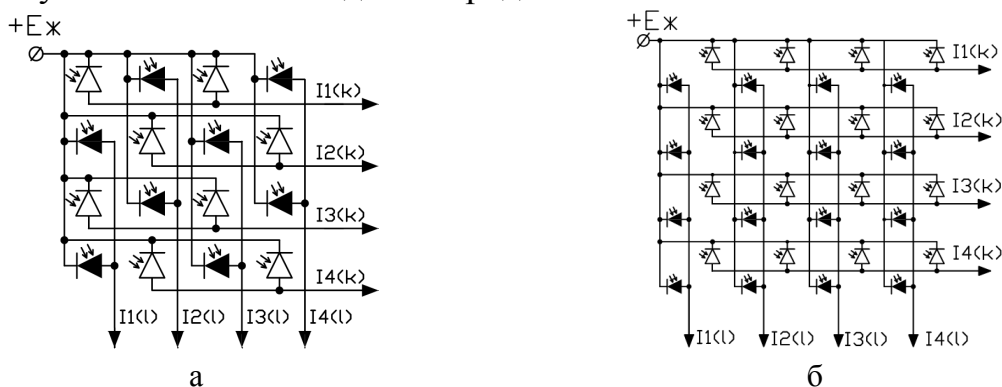 +Eж
I1(k)
I2(k)
I3(k)
I4(k)
I1(l) I2(l) I3(l) I4(l)
а
+Eж
I1(k)
I2(k)
I3(k)
I4(k)
I1(l) I2(l) I3(l) I4(l)
б